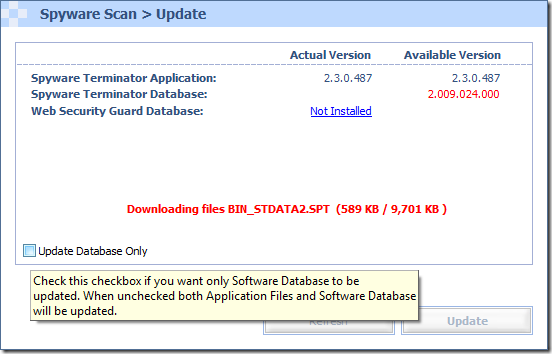 Spyware Scan > Update
Actual Version Available Version
Spyware Terminator Application: 2.3.0.487 2.3.0.487
Spyware Terminator Database: 2.009.024.000
Web Security Guard Database: Not Installed
Downloading files BIN_STDATA2.SPT (589 KB / 9,701 KB )
Update Database Only
Check this checkbox if you want only Software Database to be
updated. When unchecked both Application Files and Software Database
will be updated.
Refresh Update